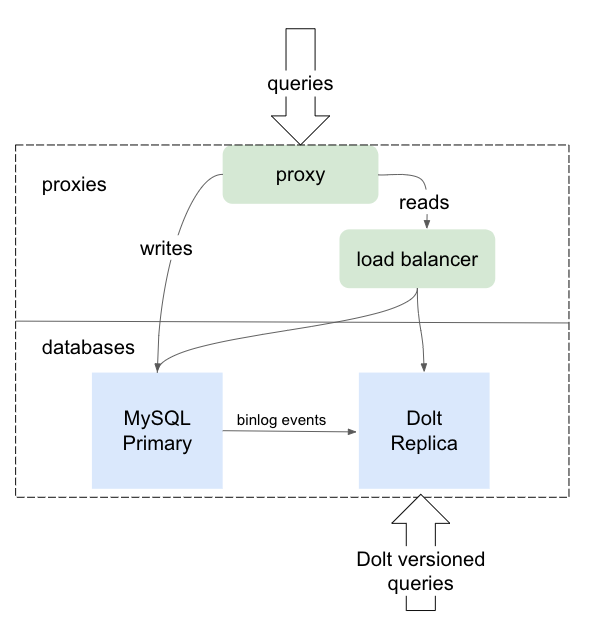 queries
proxies
proxy
reads
writes
load balancer
databases
MySQL
Primary
binlog events
Dolt
Replica
Dolt versioned
queries